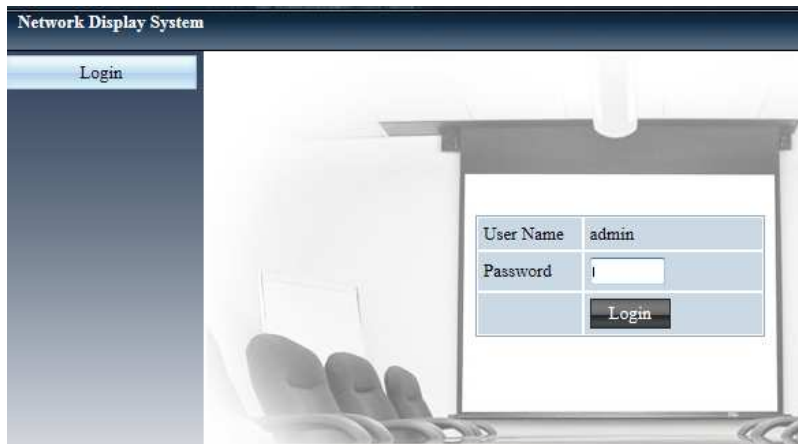 Network Display System
Login
User Name admin
Password
Login